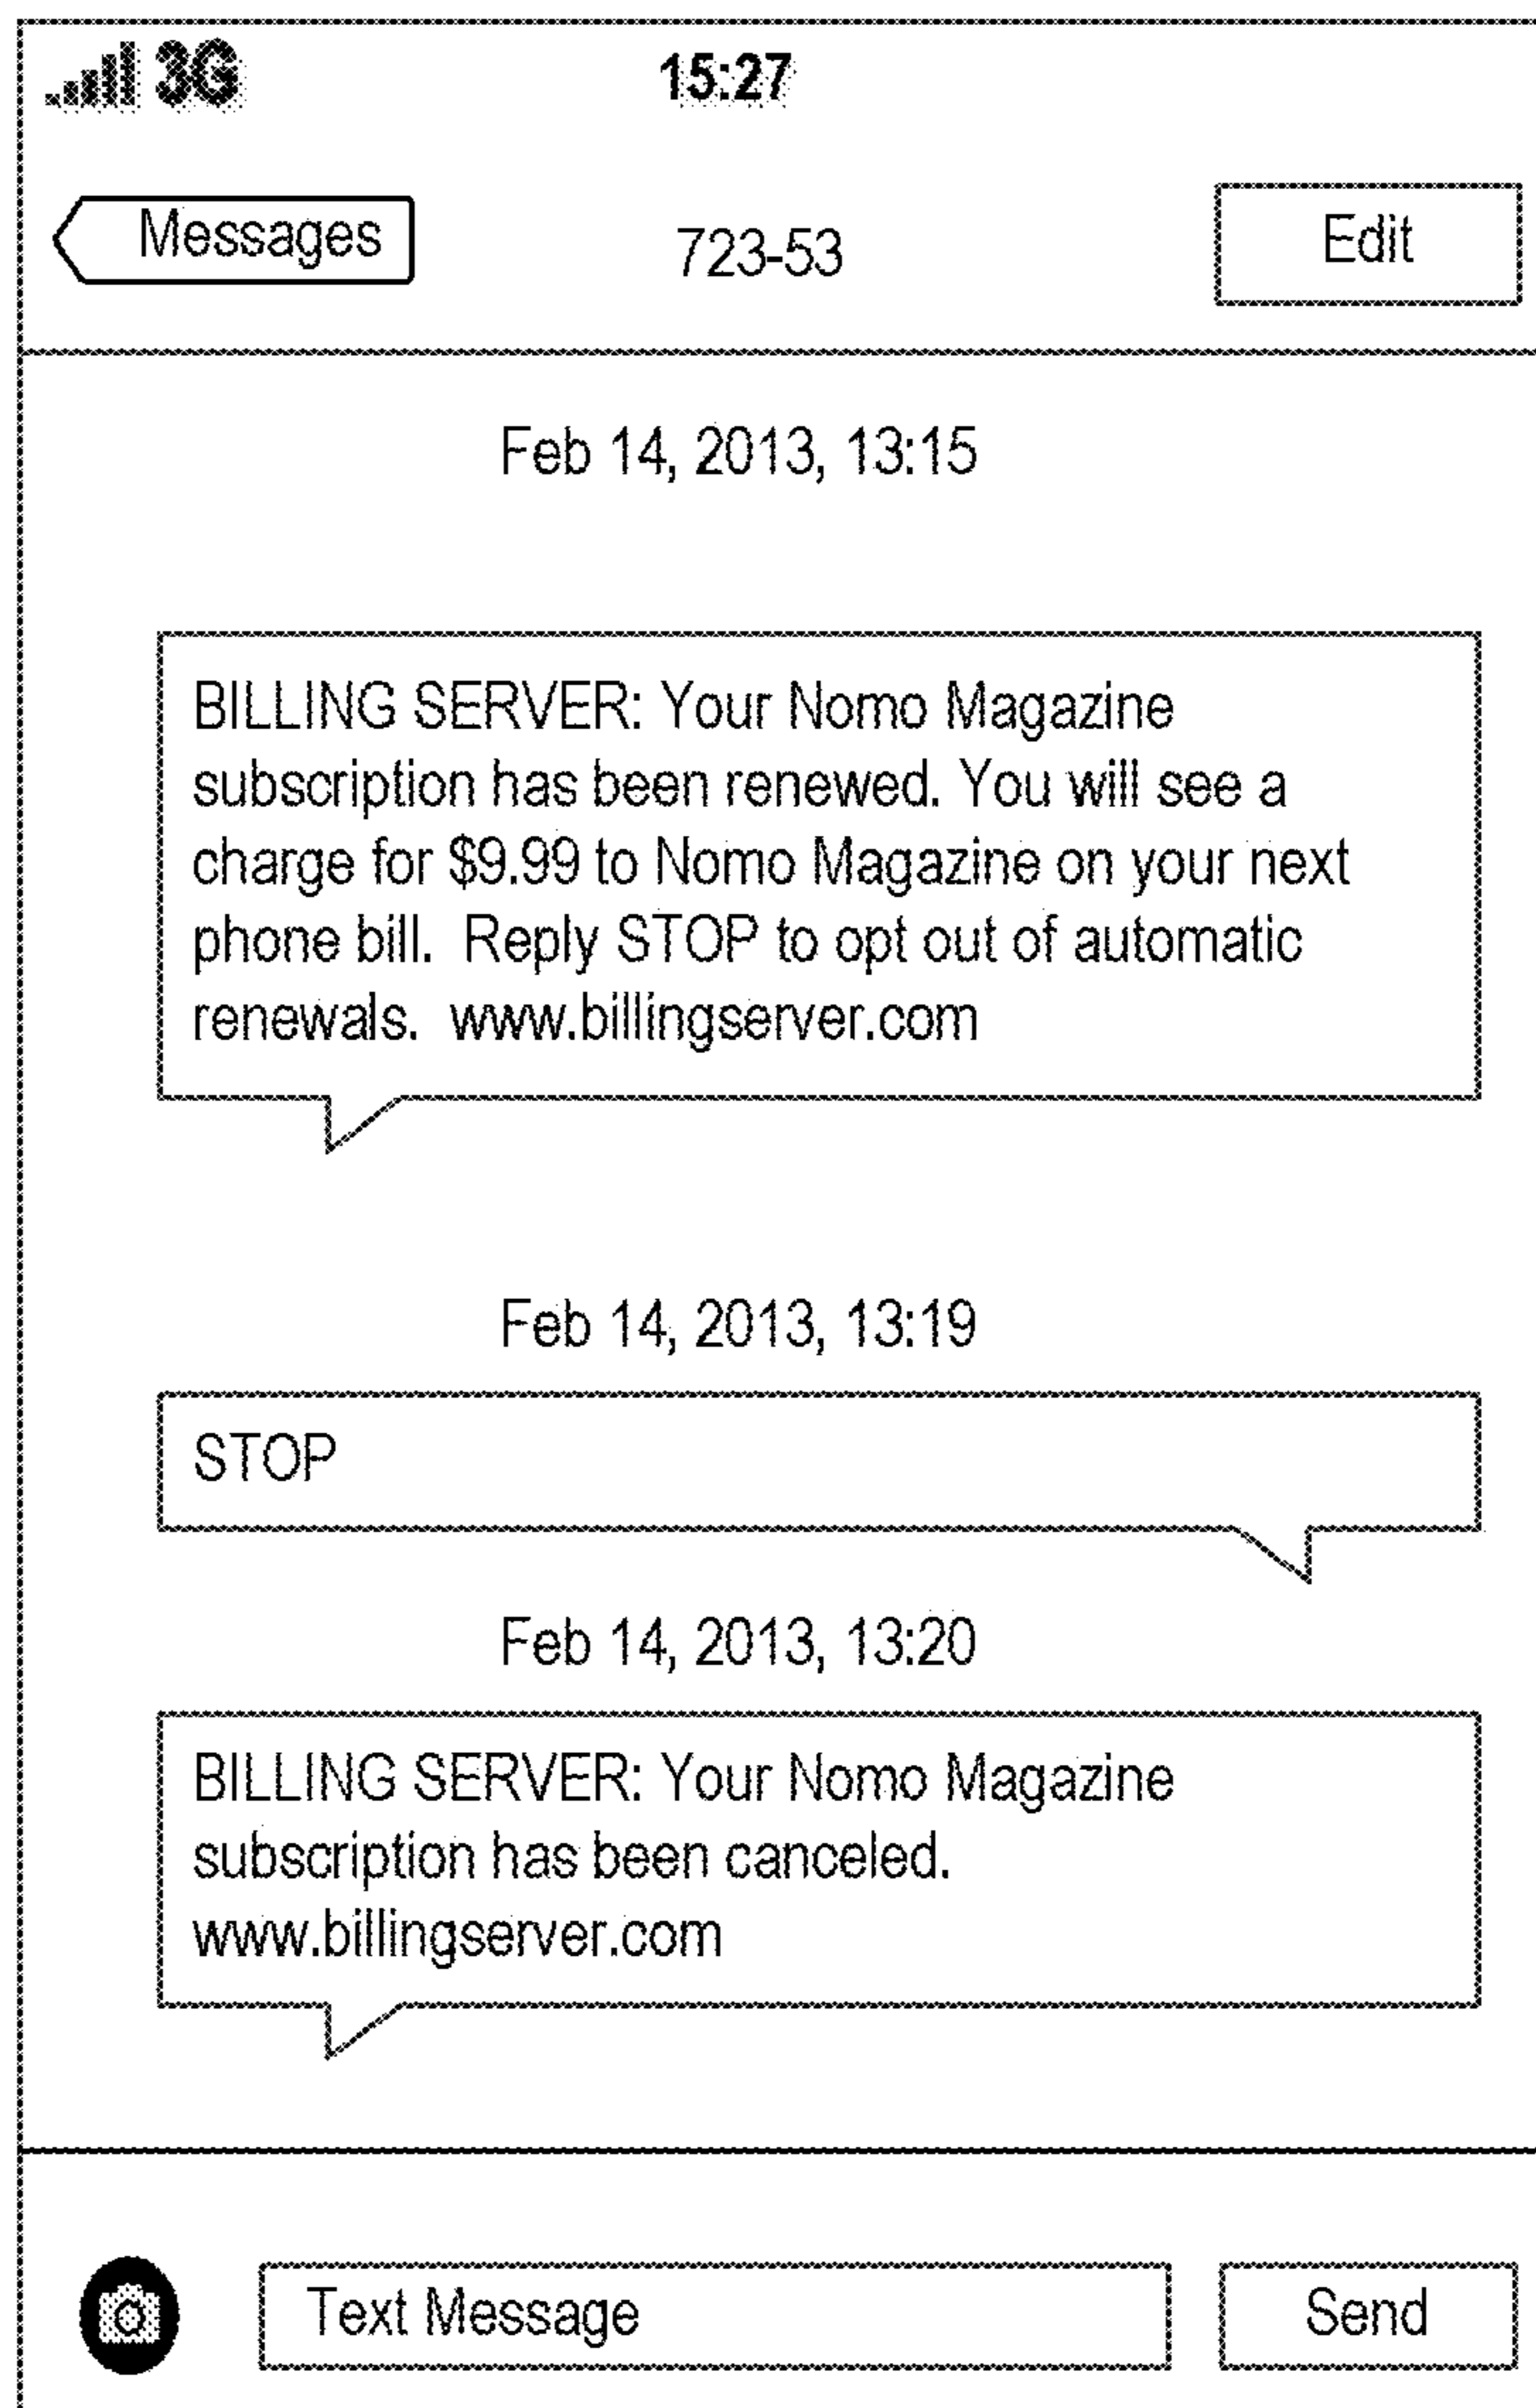 3G 15:27
Messages 723-53 Edit
Feb 14, 2013, 13:15
BILLING SERVER: Your Nomo Magazine
subscription has been renewed. You will see a
charge for $9.99 to Nomo Magazine on your next
phone bill.  Reply STOP to opt out of automatic
renewals.  www.billingserver.com
Feb 14, 2013, 13:19
STOP
Feb 14, 2013, 13:20
BILLING SERVER: Your Nomo Magazine
subscription has been canceled.
www.billingserver.com
Text Message Send